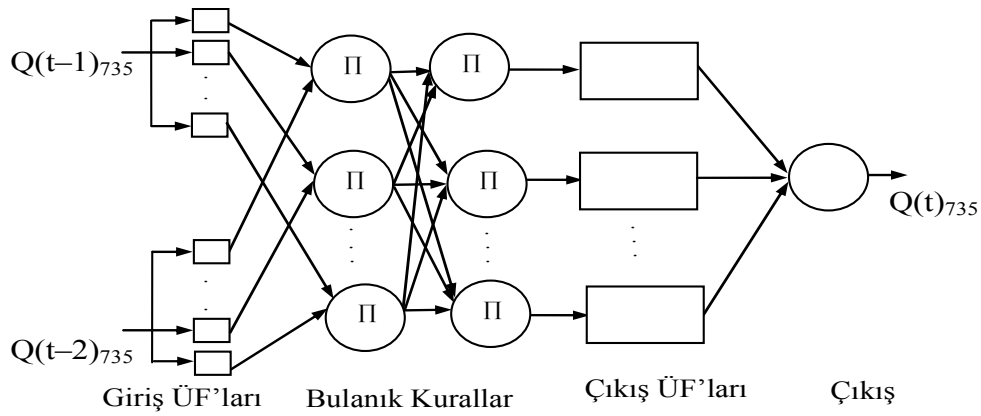 Q(t–1)735
Π
Π
Π
Π
Π
Π
Q(t)735
Q(t–2)735
Giriş ÜF’ları
Bulanık Kurallar
Çıkış ÜF’ları
Çıkış